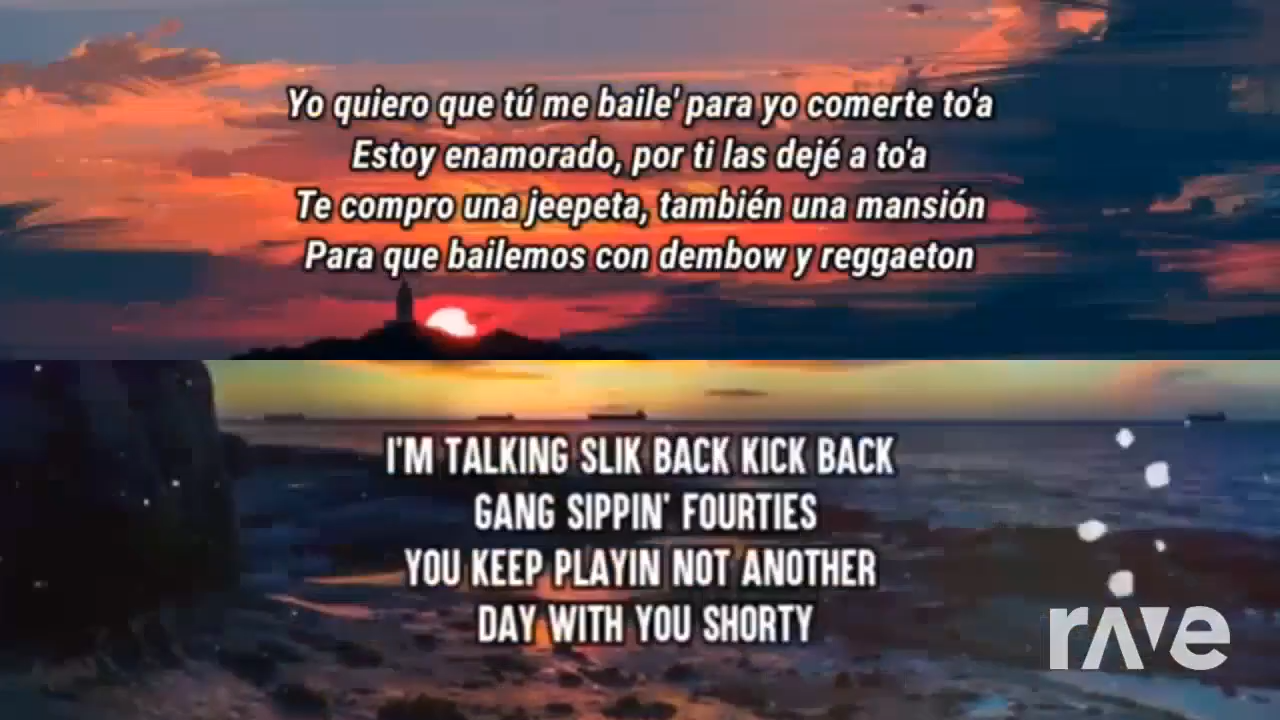 Yo quiero que tú me baile' para yo comerte to'a
Estoy enamorado, por ti las dejé a to'a
Te compro una jeepeta, también una mansión
Para que bailemos con dembow y reggaeton
I'M TALKING SLIK BACK KICK BACK
GANG SIPPIN' FOURTIES
YOU KEEP PLAYIN NOT ANOTHER
DAY WITH YOU SHORTY
rave